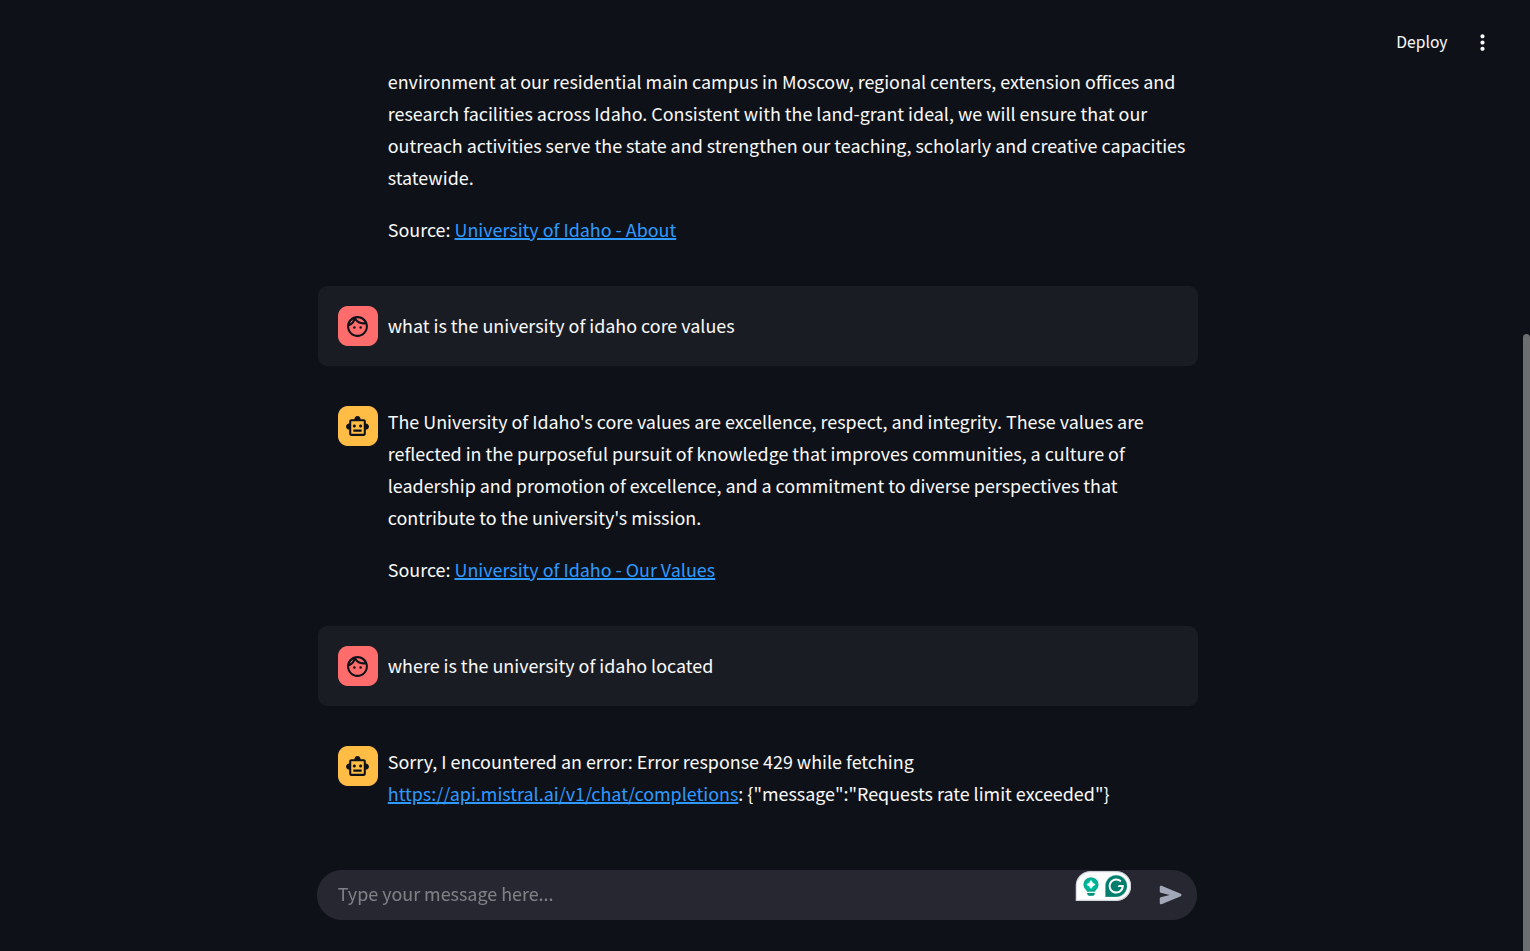 Deploy
environment at our residential main campus in Moscow, regional centers, extension offices and
research facilities across Idaho. Consistent with the land-grant ideal, we will ensure that our
outreach activities serve the state and strengthen our teaching, scholarly and creative capacities
statewide.
Source: University of Idaho - About
what is the university of idaho core values
The University of Idaho's core values are excellence, respect, and integrity. These values are
reflected in the purposeful pursuit of knowledge that improves communities, a culture of
leadership and promotion of excellence, and a commitment to diverse perspectives that
contribute to the university's mission.
Source: University of Idaho - Our Values
where is the university of idaho located
Sorry, I encountered an error: Error response 429 while fetching
https://api.mistral.ai/v1/chat/completions: {"message":"Requests rate limit exceeded"}
Type your message here...